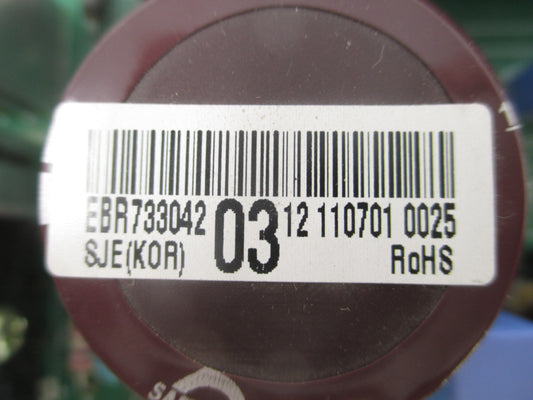 EBR733042 03 12 110701 0025
SJE(KOR) RoHS